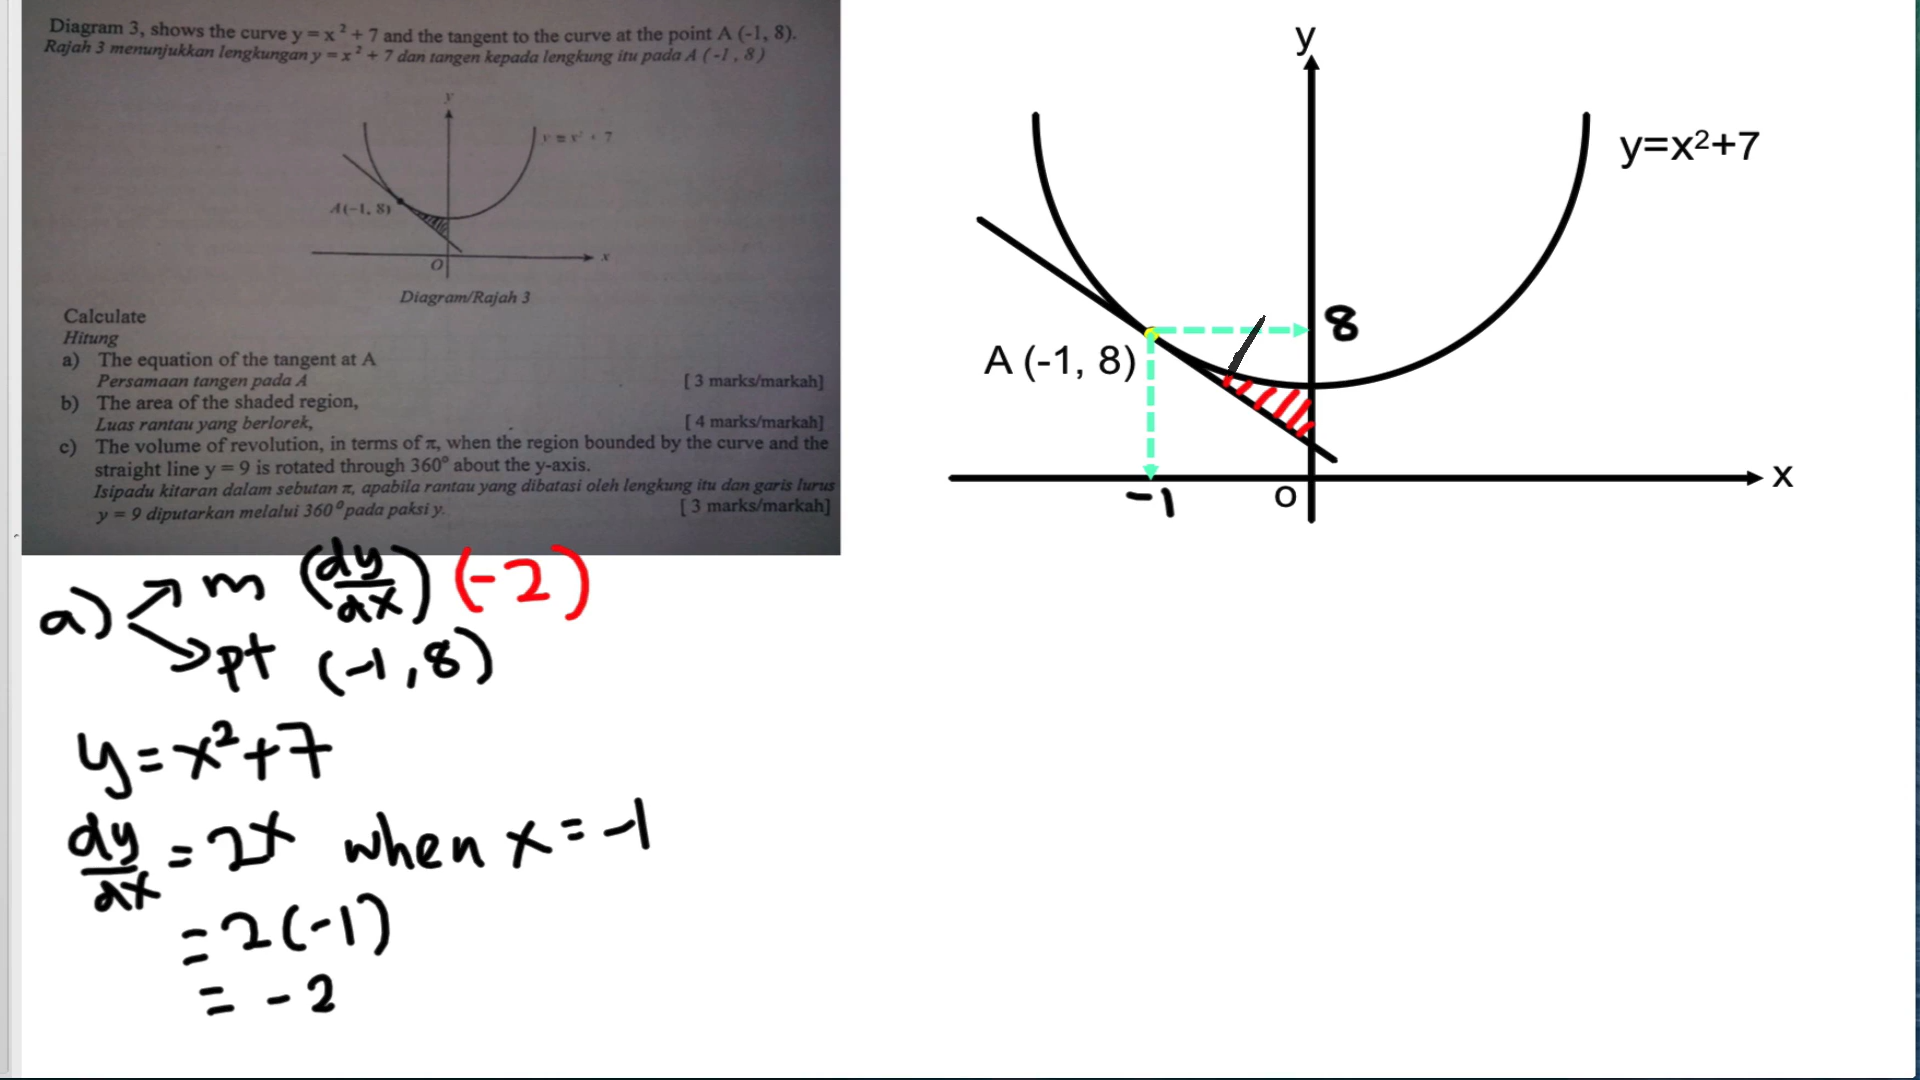 Diagram 3, shows the curve y = x² + 7 and the tangent to the curve at the point A (-1, 8).
Rajah 3 menunjukkan lengkungan y = x² + 7 dan tangen kepada lengkung itu pada A (-1, 8)
y
y = x² + 7
A(-1, 8)
O
x
Diagram/Rajah 3
Calculate
Hitung
a) The equation of the tangent at A
Persamaan tangen pada A [ 3 marks/markah]
b) The area of the shaded region,
Luas rantau yang berlorek, [ 4 marks/markah]
c) The volume of revolution, in terms of π, when the region bounded by the curve and the
straight line y = 9 is rotated through 360° about the y-axis.
Isipadu kitaran dalam sebutan π, apabila rantau yang dibatasi oleh lengkung itu dan garis lurus
y = 9 diputarkan melalui 360° pada paksi y. [ 3 marks/markah]
y
y=x²+7
8
A (-1, 8)
-1
O
x
a) m (dy/dx) (-2)
pt (-1, 8)
y = x² + 7
dy/dx = 2x when x = -1
= 2(-1)
= -2